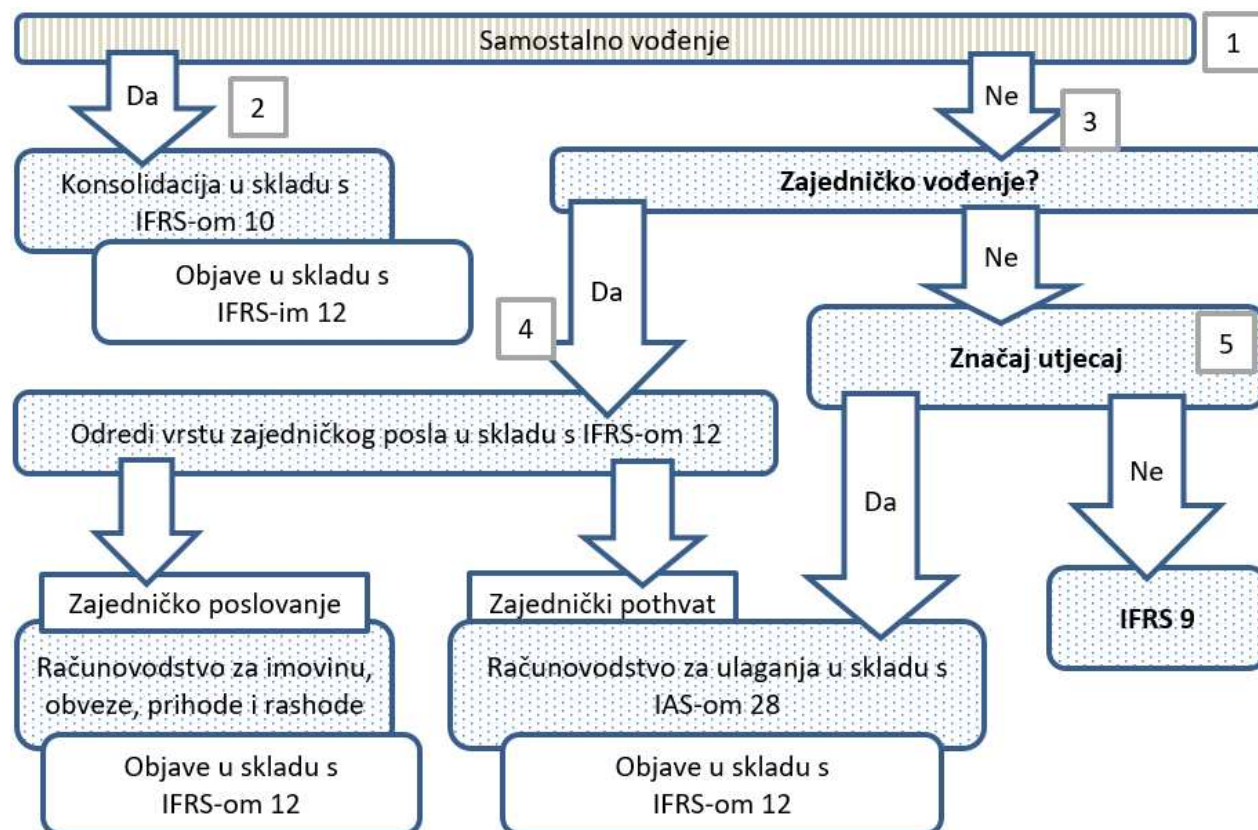 Samostalno vođenje
1
Da
2
Ne
3
Konsolidacija u skladu s
IFRS-om 10
Zajedničko vođenje?
Objave u skladu s
IFRS-im 12
Da
Ne
4
Značaj utjecaj
5
Odredi vrstu zajedničkog posla u skladu s IFRS-om 12
Da
Ne
Zajedničko poslovanje
Zajednički pothvat
IFRS 9
Računovodstvo za imovinu,
obveze, prihode i rashode
Računovodstvo za ulaganja u skladu s
IAS-om 28
Objave u skladu s
IFRS-om 12
Objave u skladu s
IFRS-om 12